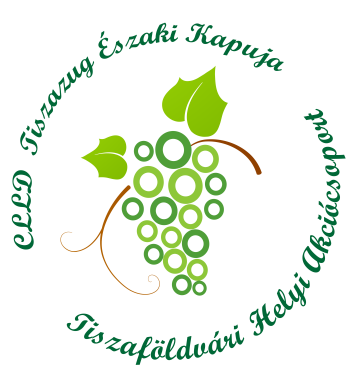 CLLD Tiszazug Északi Kapuja
Tiszaföldvári Helyi Akciócsoport